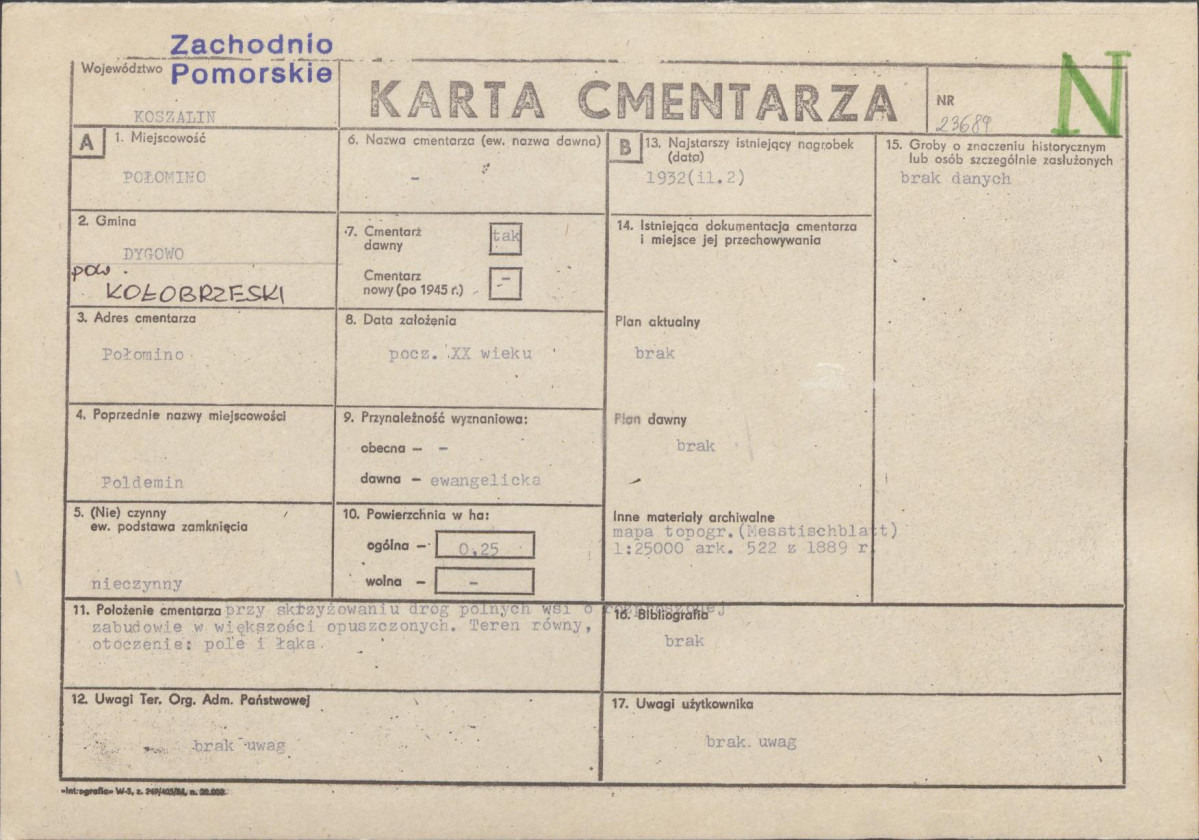 Zachodnio
Województwo Pomorskie
KOSZALIN
KARTA CMENTARZA
NR
23689
N
A
1. Miejscowość
POŁOMINO
2. Gmina
DYGOWO
pow.
KOŁOBRZESKI
3. Adres cmentarza
Połomino
4. Poprzednie nazwy miejscowości
Poldemin
5. (Nie) czynny
ew. podstawa zamknięcia
nieczynny
6. Nazwa cmentarza (ew. nazwa dawna)
–
7. Cmentarz
dawny
tak
Cmentarz
nowy (po 1945 r.)
–
8. Data założenia
pocz. XX wieku
9. Przynależność wyznaniowa:
obecna – –
dawna – ewangelicka
10. Powierzchnia w ha:
ogólna – 0,25
wolna – –
11. Położenie cmentarza przy skrzyżowaniu dróg polnych wsi o rozproszonej
zabudowie w większości opuszczonych. Teren równy,
otoczenie: pole i łąka.
12. Uwagi Ter. Org. Adm. Państwowej
brak uwag
B
13. Najstarszy istniejący nagrobek
(data)
1932(il.2)
14. Istniejąca dokumentacja cmentarza
i miejsce jej przechowywania
Plan aktualny
brak
Plan dawny
brak
Inne materiały archiwalne
mapa topogr.(Messtischblatt)
1:25000 ark. 522 z 1889 r.
15. Groby o znaczeniu historycznym
lub osób szczególnie zasłużonych
brak danych
16. Bibliografia
brak
17. Uwagi użytkownika
brak uwag